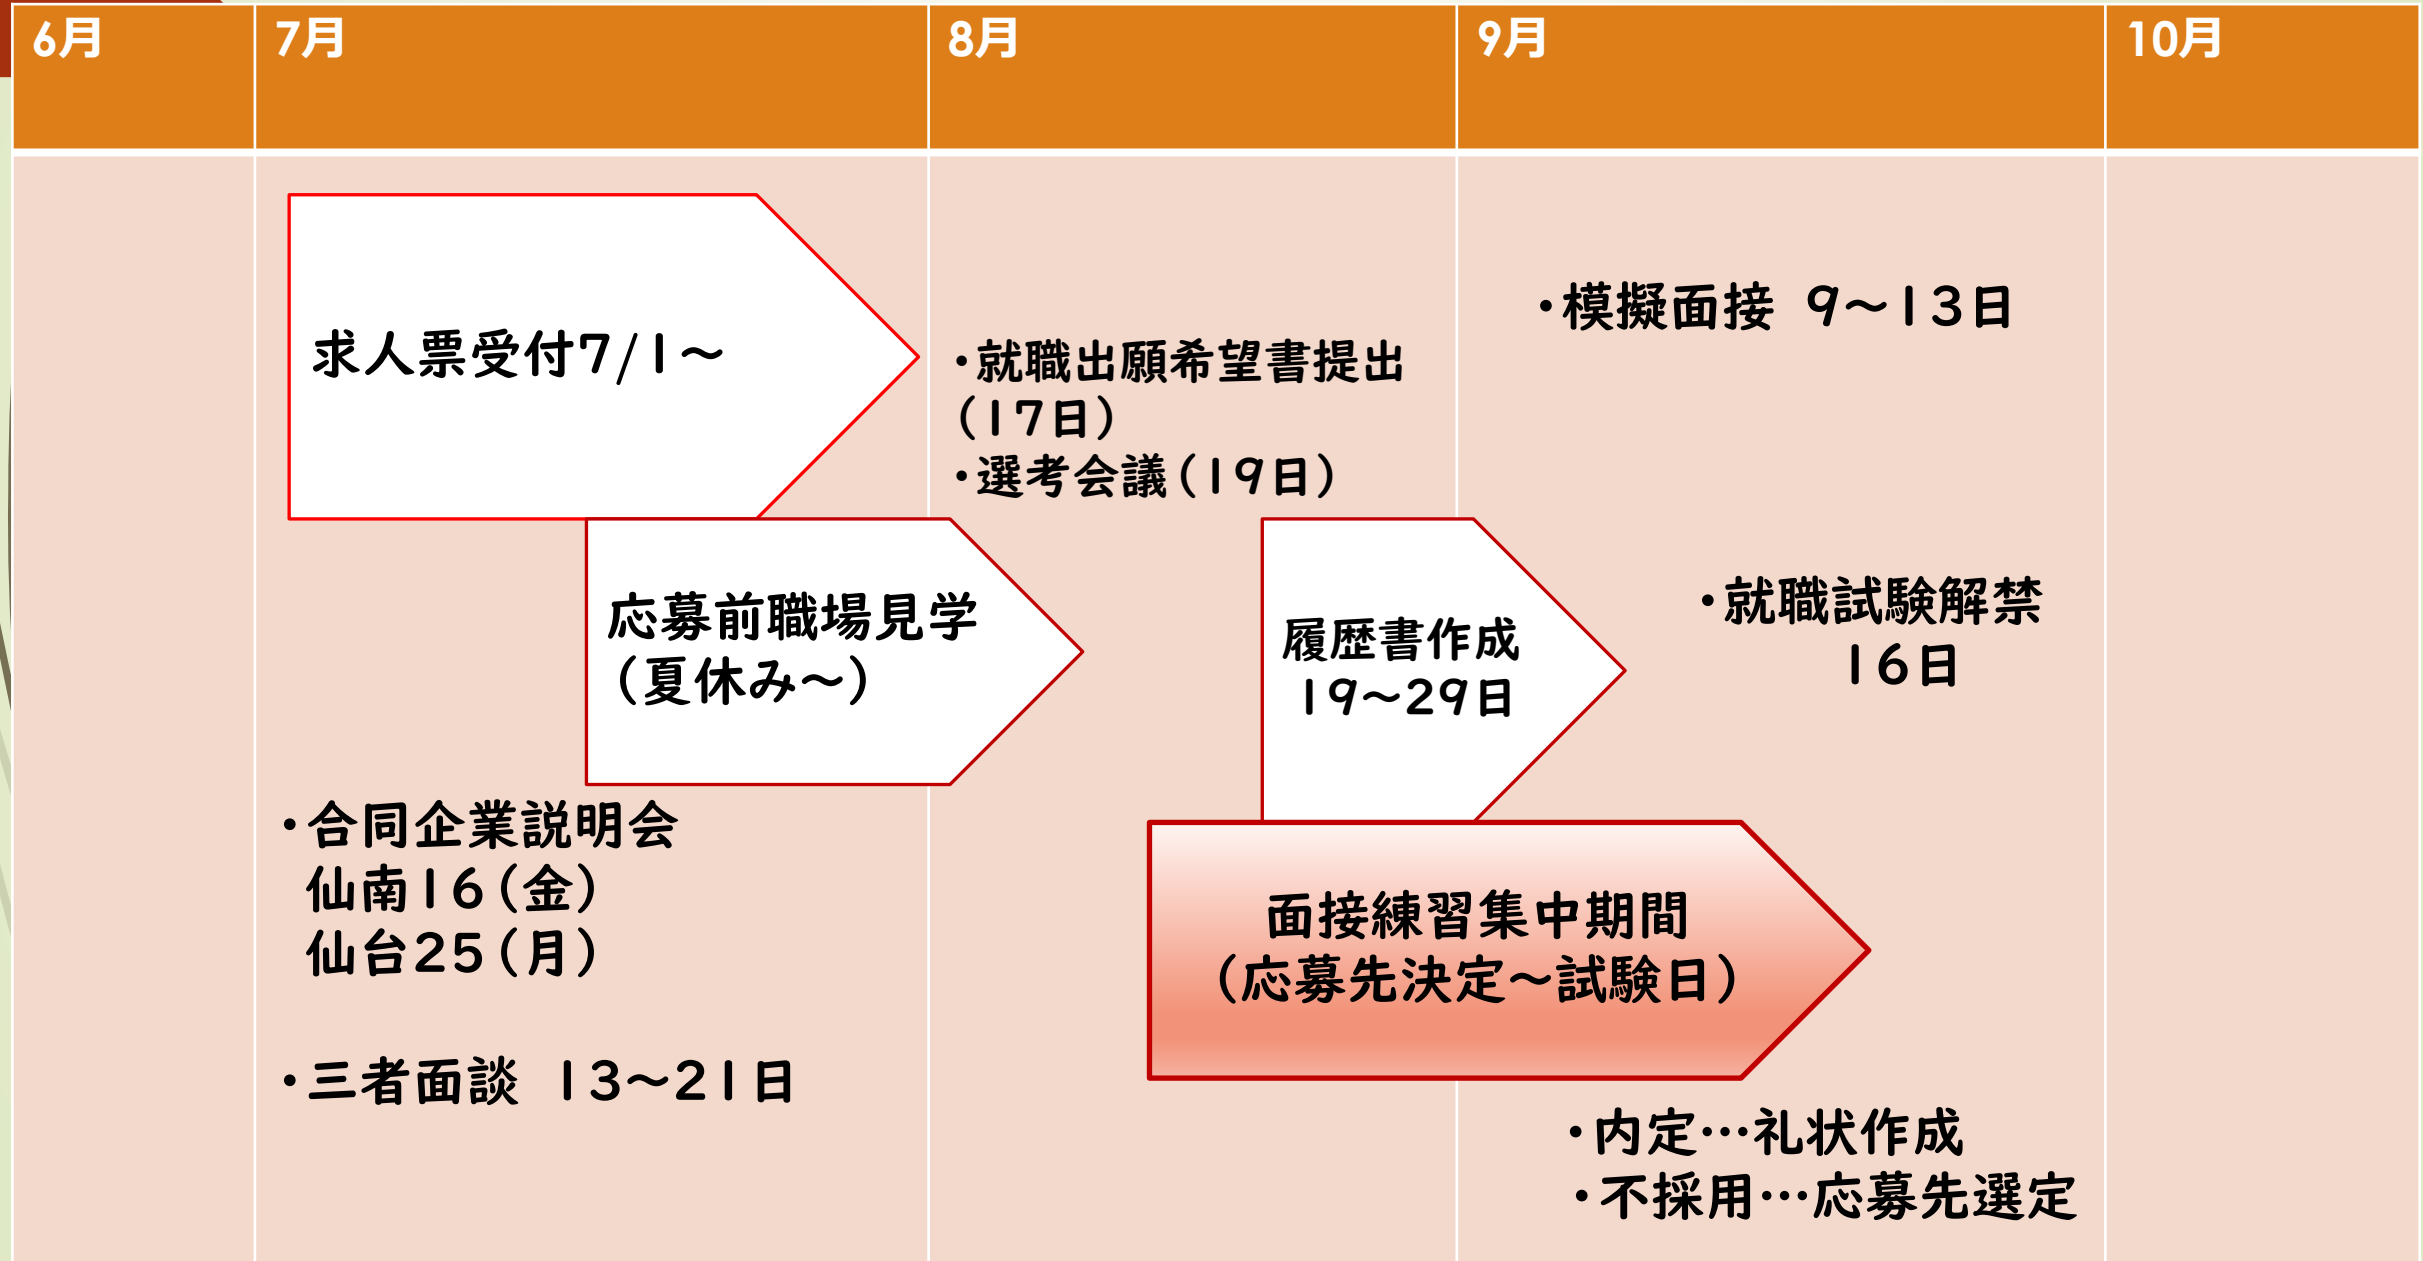 6月
7月
8月
9月
10月
求人票受付7/1～
・就職出願希望書提出
(17日)
・選考会議(19日)
・模擬面接 9～13日
応募前職場見学
(夏休み～)
履歴書作成
19～29日
・就職試験解禁
16日
・合同企業説明会
仙南16(金)
仙台25(月)
・三者面談 13～21日
面接練習集中期間
(応募先決定～試験日)
・内定…礼状作成
・不採用…応募先選定